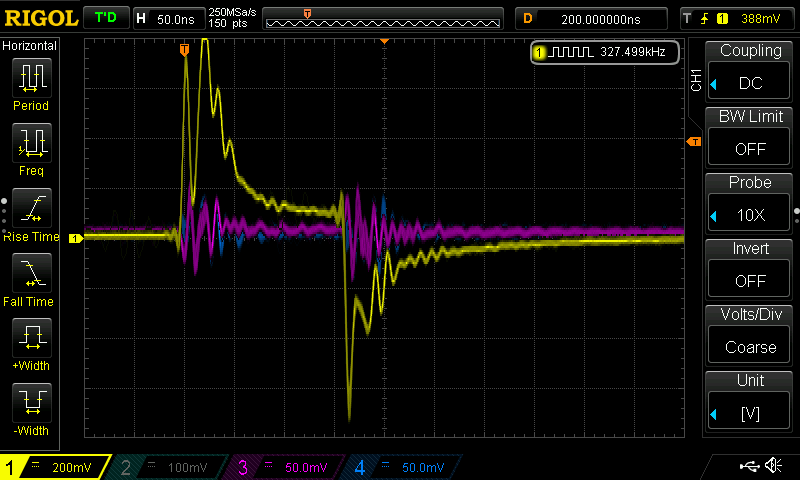 RIGOL T'D H 50.0ns 250MSa/s D 200.000000ns T 1 388mV
150 pts
Horizontal
Period
Freq
Rise Time
Fall Time
+Width
-Width
T
1 327.499kHz
T
1
CH1
Coupling
DC
BW Limit
OFF
Probe
10X
Invert
OFF
Volts/Div
Coarse
Unit
[V]
1 200mV 2 100mV 3 50.0mV 4 50.0mV